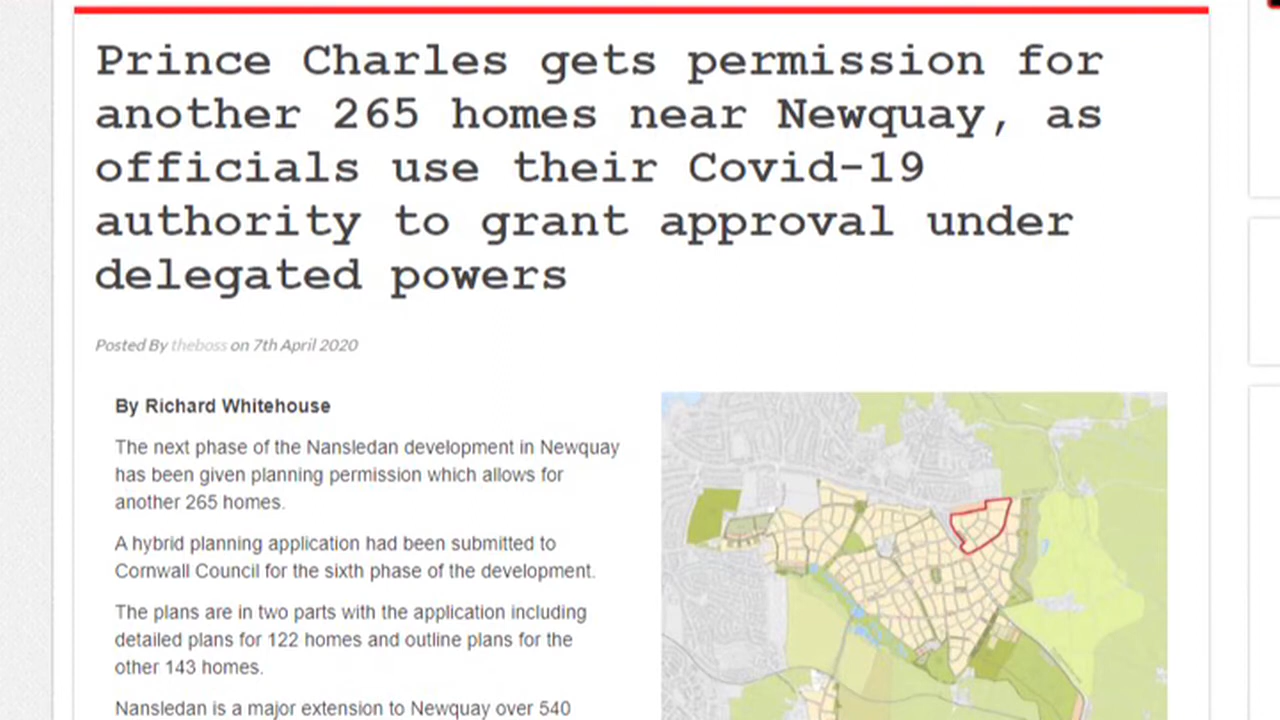 Prince Charles gets permission for
another 265 homes near Newquay, as
officials use their Covid-19
authority to grant approval under
delegated powers
Posted By theboss on 7th April 2020
By Richard Whitehouse
The next phase of the Nansledan development in Newquay
has been given planning permission which allows for
another 265 homes.
A hybrid planning application had been submitted to
Cornwall Council for the sixth phase of the development.
The plans are in two parts with the application including
detailed plans for 122 homes and outline plans for the
other 143 homes.
Nansledan is a major extension to Newquay over 540